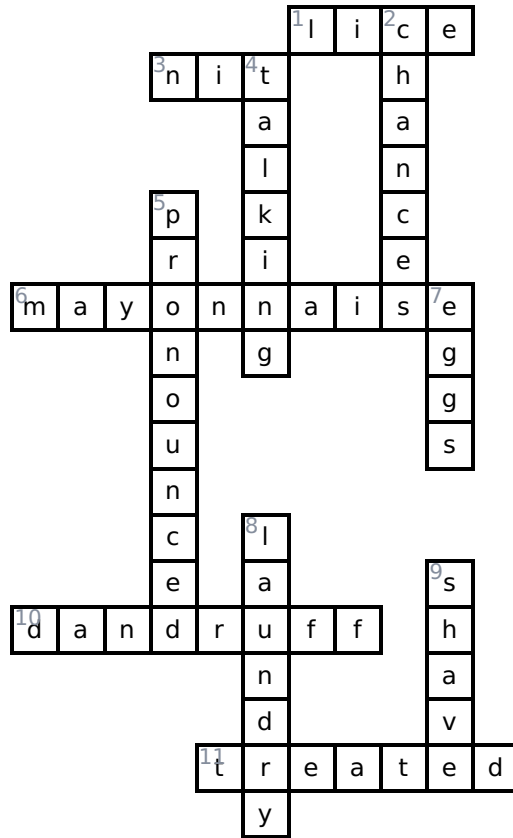 1 l i 2 c e
3 n i 4 t h
a a
l n
5 p k c
r i e
6 m a y o n n a i s 7 e
n g g
o g
u s
n
c 8 l
e a 9 s
10 d a n d r u f f h
n a
d v
11 t r e a t e d
y